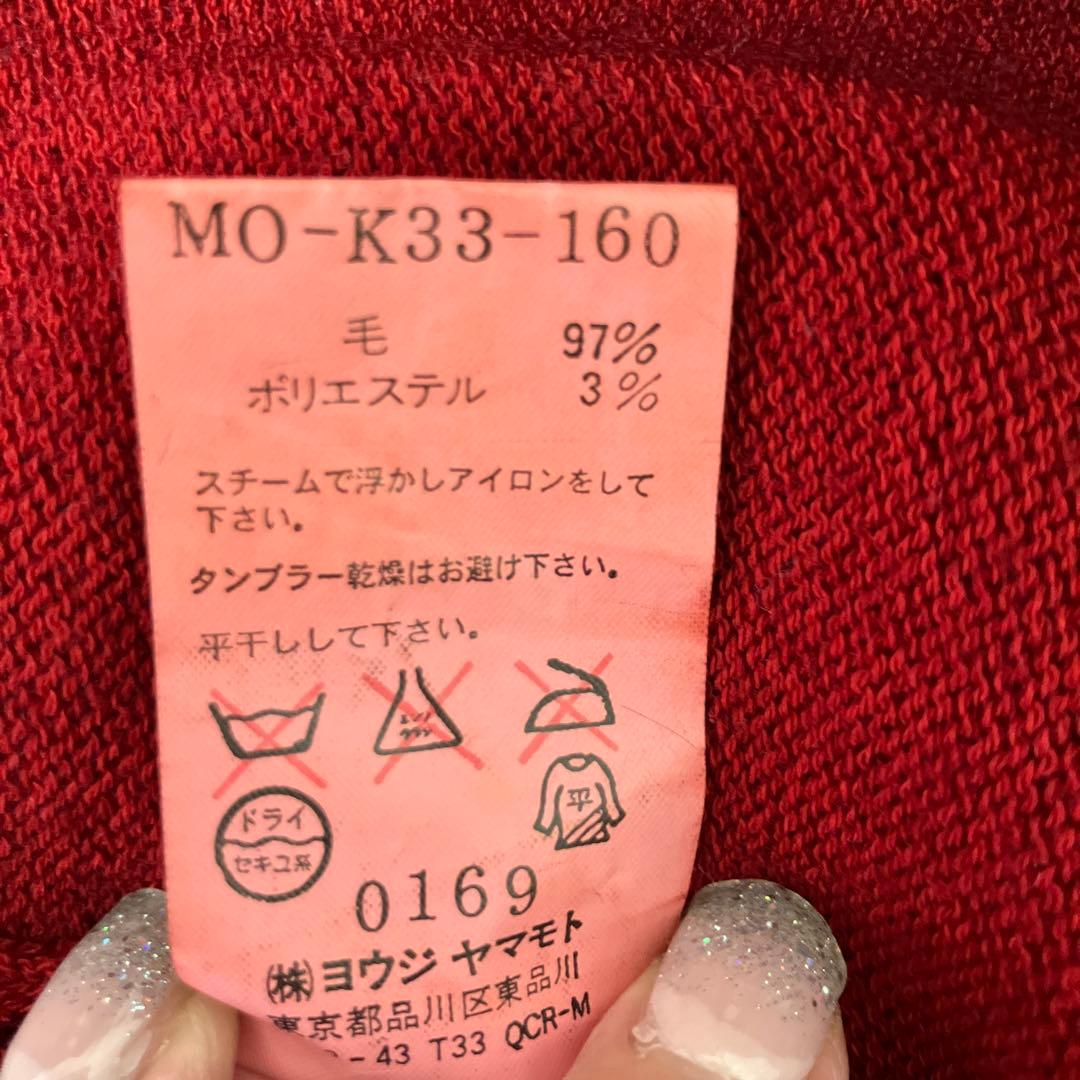 MO-K33-160
毛 97%
ポリエステル 3%
スチームで浮かしアイロンをして
下さい。
タンブラー乾燥はお避け下さい。
平干しして下さい。
平
ドライ
セキユ系
0169
(株)ヨウジ ヤマモト
東京都品川区東品川
-43 T33 QCR-M